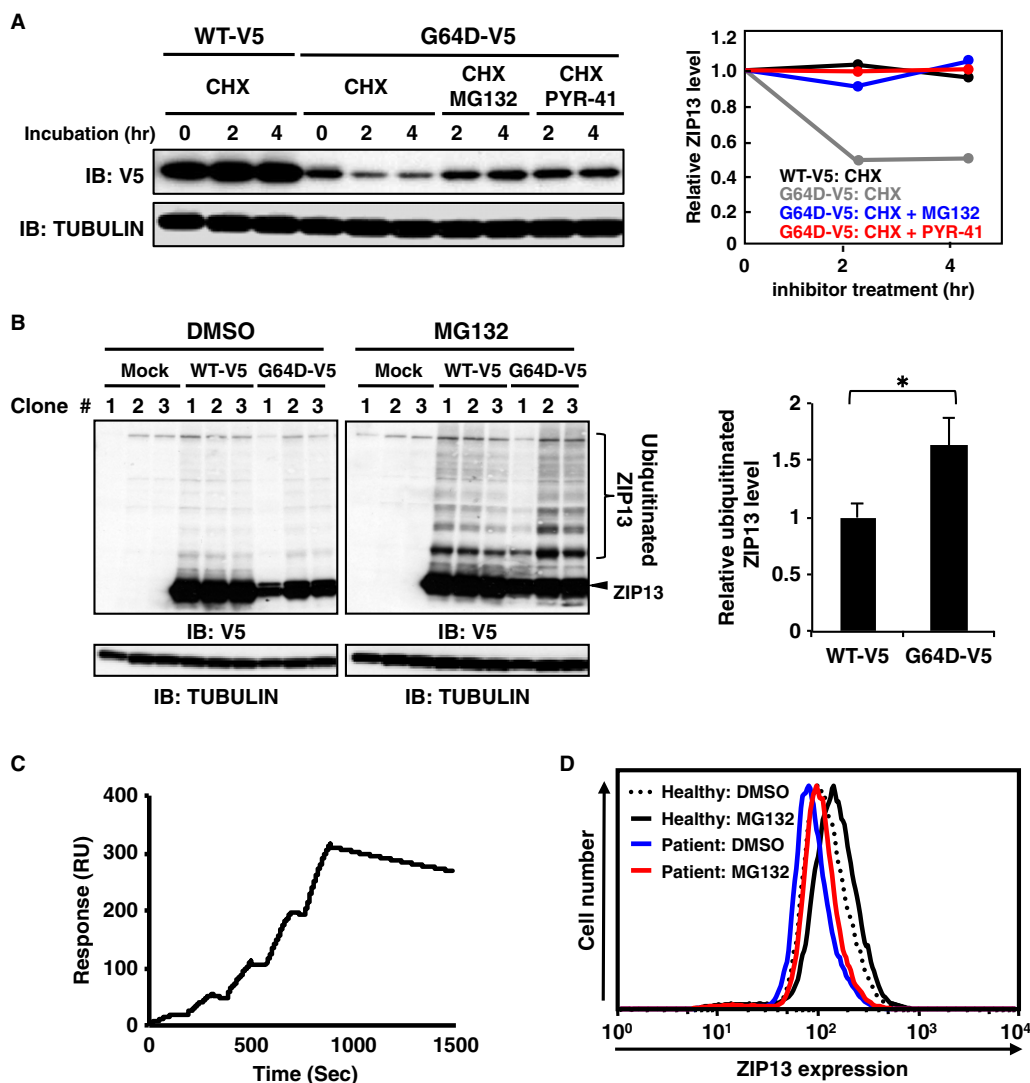 A
WT-V5 G64D-V5
CHX CHX CHX MG132 CHX PYR-41
Incubation (hr) 0 2 4 0 2 4 2 4 2 4
IB: V5
IB: TUBULIN
Relative ZIP13 level
1.2
1.0
0.8
0.6
0.4
0.2
0
WT-V5: CHX
G64D-V5: CHX
G64D-V5: CHX + MG132
G64D-V5: CHX + PYR-41
0 2 4
inhibitor treatment (hr)
B
DMSO MG132
Mock WT-V5 G64D-V5 Mock WT-V5 G64D-V5
Clone # 1 2 3 1 2 3 1 2 3 1 2 3 1 2 3 1 2 3
Ubiquitinated
ZIP13
ZIP13
IB: V5 IB: V5
IB: TUBULIN IB: TUBULIN
Relative ubiquitinated
ZIP13 level
2
1.5
1
0.5
0
*
WT-V5 G64D-V5
C
Response (RU)
400
300
200
100
0
0 500 1000 1500
Time (Sec)
D
Cell number
Healthy: DMSO
Healthy: MG132
Patient: DMSO
Patient: MG132
10⁰ 10¹ 10² 10³ 10⁴
ZIP13 expression